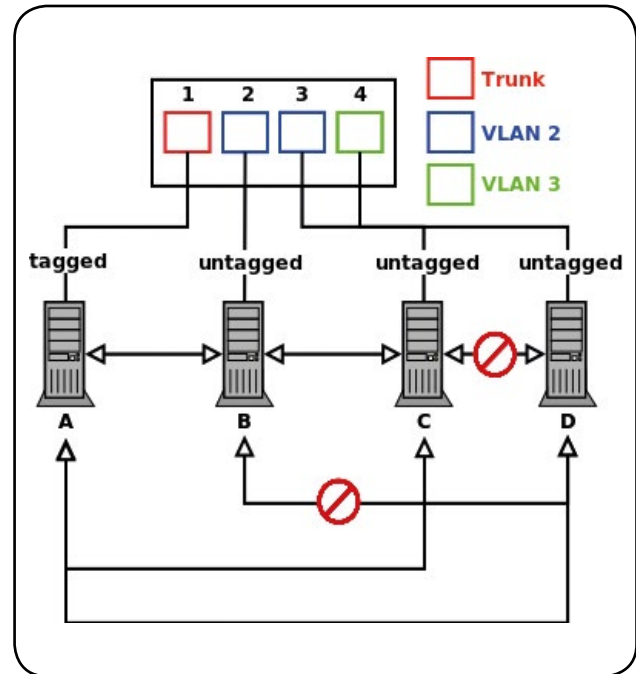 1 2 3 4
Trunk
VLAN 2
VLAN 3
tagged untagged untagged untagged
A B C D